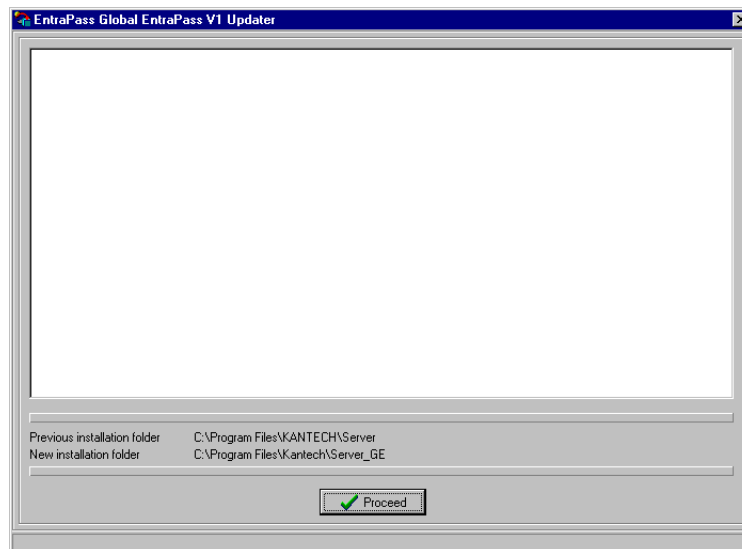 EntraPass Global EntraPass V1 Updater
Previous installation folder C:\Program Files\KANTECH\Server
New installation folder C:\Program Files\Kantech\Server_GE
Proceed